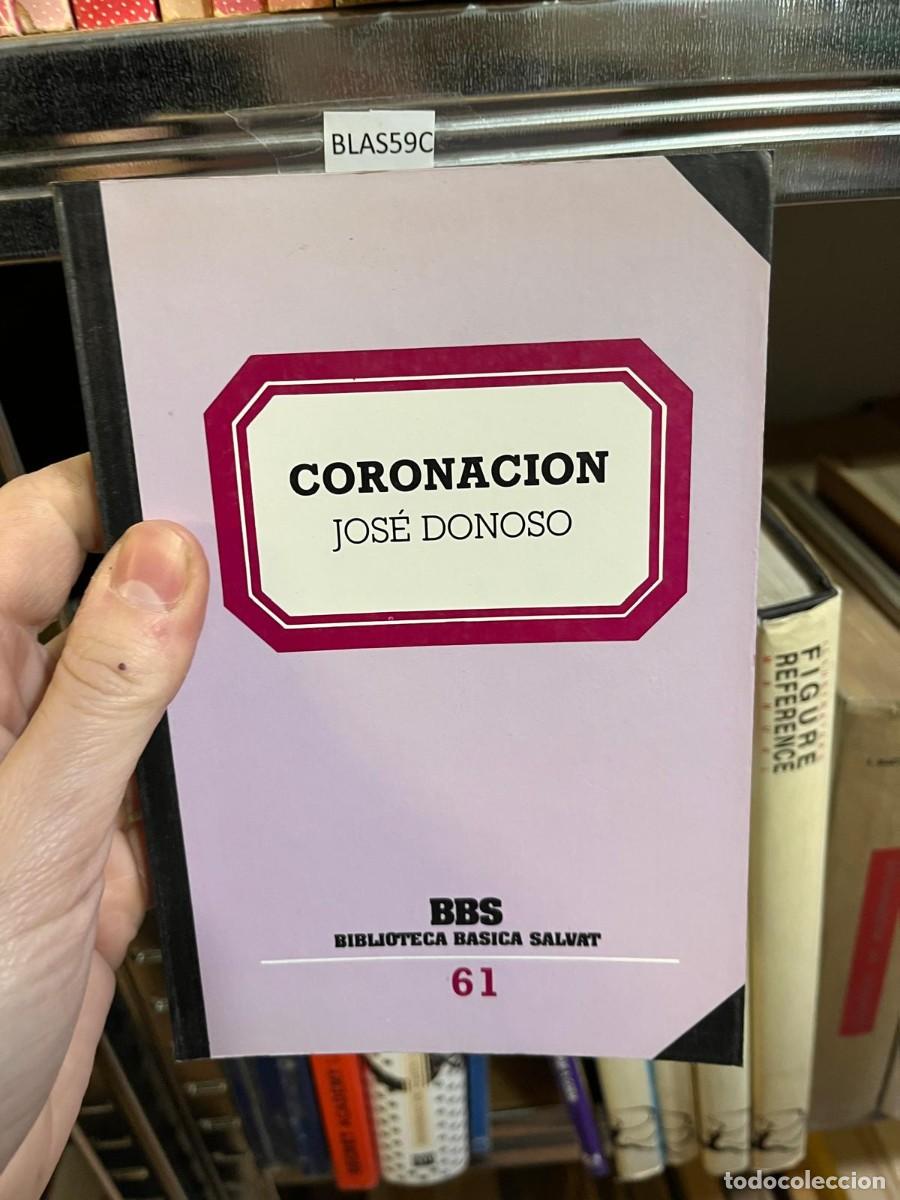 BLAS59C
CORONACION
JOSÉ DONOSO
BBS
BIBLIOTECA BASICA SALVAT
61
FIGURE
REFERENCE
todocoleccion